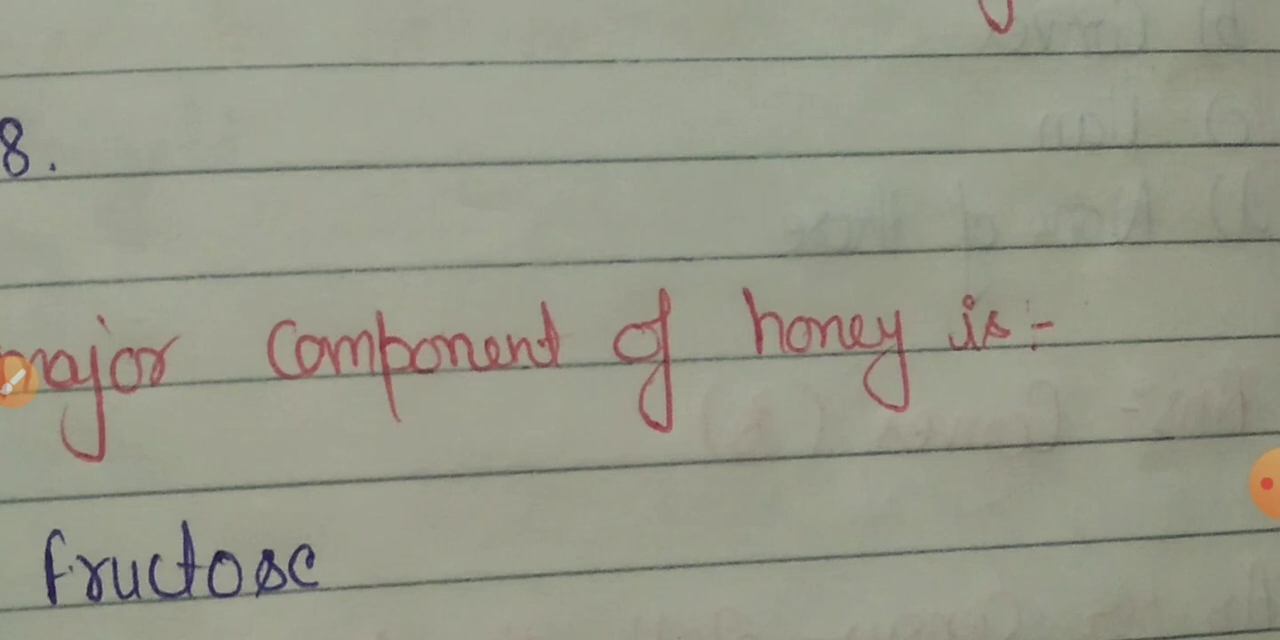 8.
major component of honey is:-
fructose